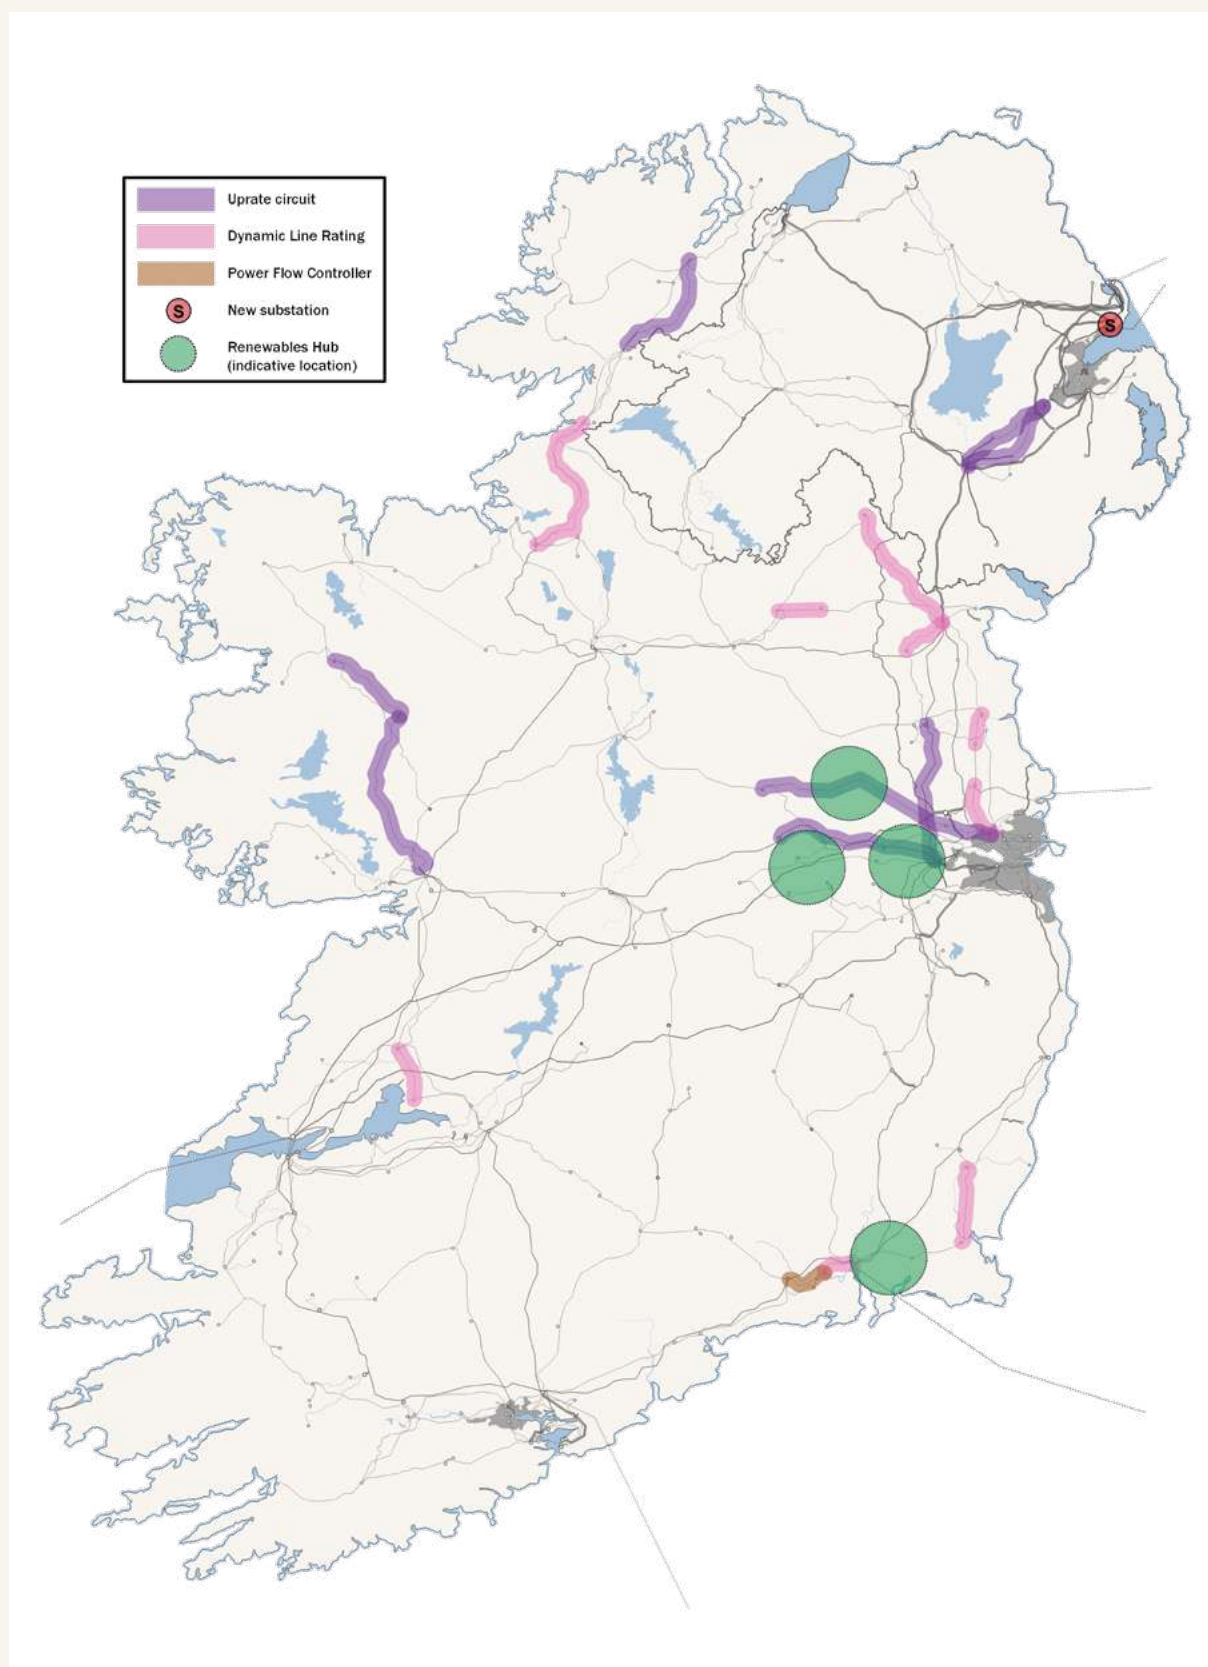 Uprate circuit
Dynamic Line Rating
Power Flow Controller
S New substation
Renewables Hub
(indicative location)
S